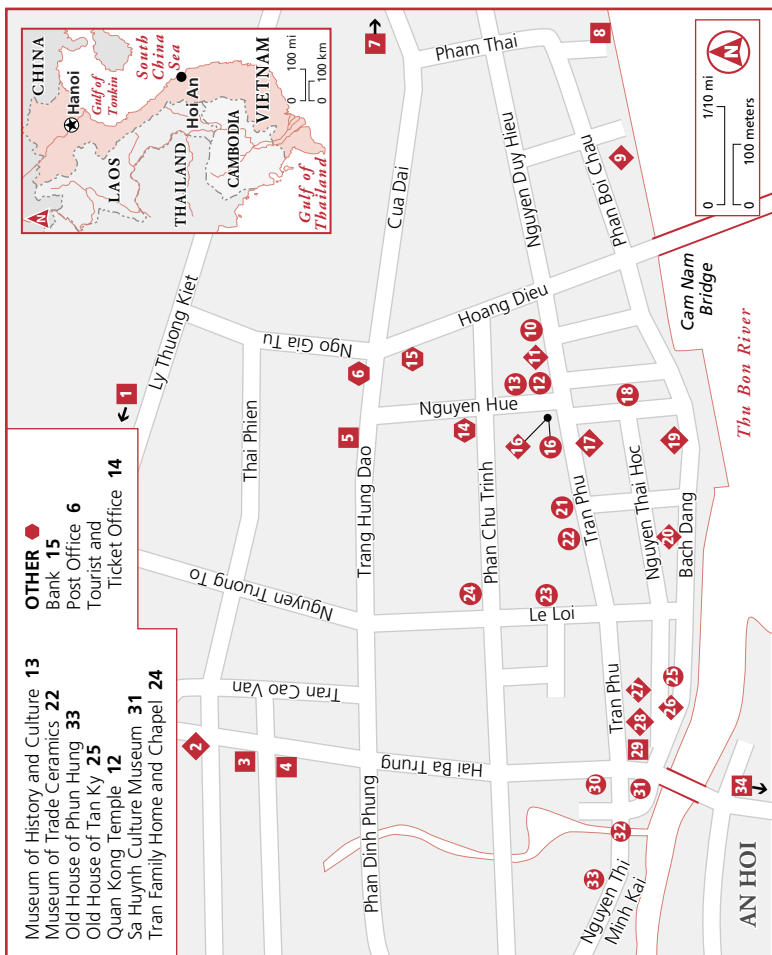 Museum of History and Culture 13
Museum of Trade Ceramics 22
Old House of Phun Hung 33
Old House of Tan Ky 25
Quan Kong Temple 12
Sa Huynh Culture Museum 31
Tran Family Home and Chapel 24
OTHER
Bank 15
Post Office 6
Tourist and
Ticket Office 14
CHINA
Hanoi
Gulf of
Tonkin
South
China
Sea
LAOS
Hoi An
THAILAND
CAMBODIA
VIETNAM
Gulf of
Thailand
0 100 mi
0 100 km
N
1
Ly Thuong Kiet
Thai Phien
Ngo Gia Tu
Nguyen Truong To
Tran Cao Van
2
3
4
5
6
7
Cua Dai
Pham Thai
8
Trang Hung Dao
Phan Dinh Phung
Hai Ba Trung
15
14
Nguyen Hue
Hoang Dieu
Nguyen Duy Hieu
Phan Boi Chau
9
10
11
12
13
Phan Chu Trinh
24
23
Le Loi
22
21
16
16
17
18
19
20
Tran Phu
Tran Phu
Nguyen Thai Hoc
Bach Dang
25
26
27
28
29
30
31
32
33
34
Nguyen Thi
Minh Kai
AN HOI
Cam Nam
Bridge
Thu Bon River
0 1/10 mi
0 100 meters
N